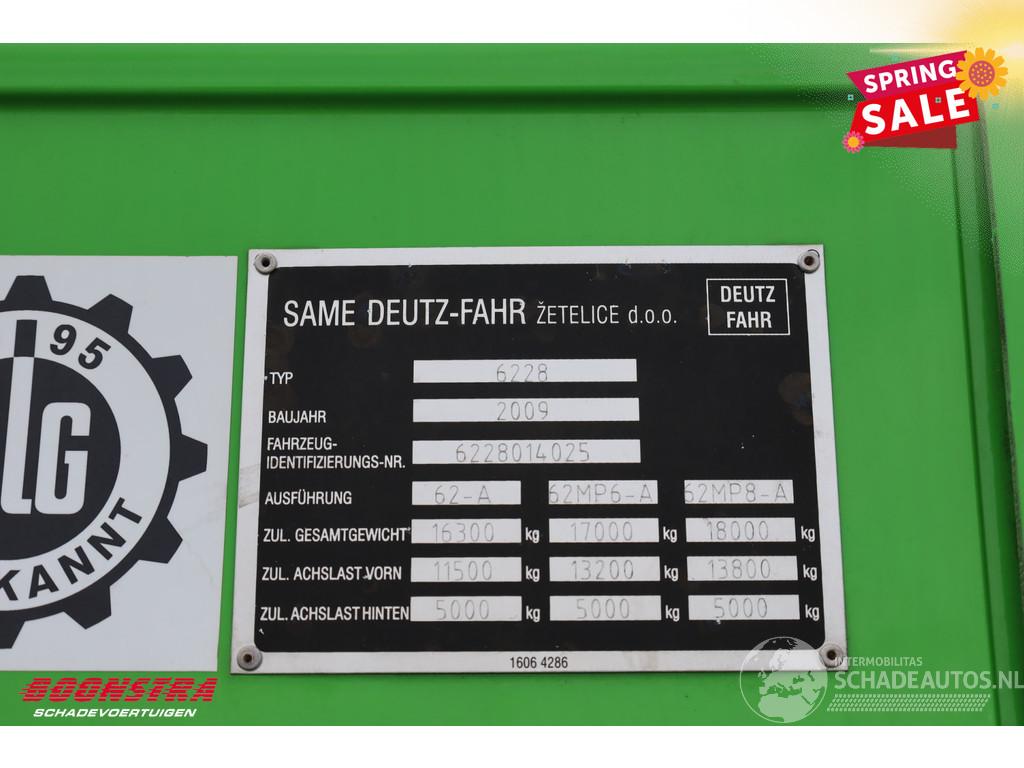 SPRING
SALE
SAME DEUTZ-FAHR ŽETELICE d.o.o.
DEUTZ
FAHR
TYP 6228
BAUJAHR 2009
FAHRZEUG-
IDENTIFIZIERUNGS-NR. 6228014025
AUSFÜHRUNG 62-A 62MP6-A 62MP8-A
ZUL. GESAMTGEWICHT 16300 kg 17000 kg 18000 kg
ZUL. ACHSLAST VORN 11500 kg 13200 kg 13800 kg
ZUL. ACHSLAST HINTEN 5000 kg 5000 kg 5000 kg
1606 4286
95
LG
KANNT
BOONSTRA
SCHADEVOERTUIGEN
INTERMOBILITAS
SCHADEAUTOS.NL